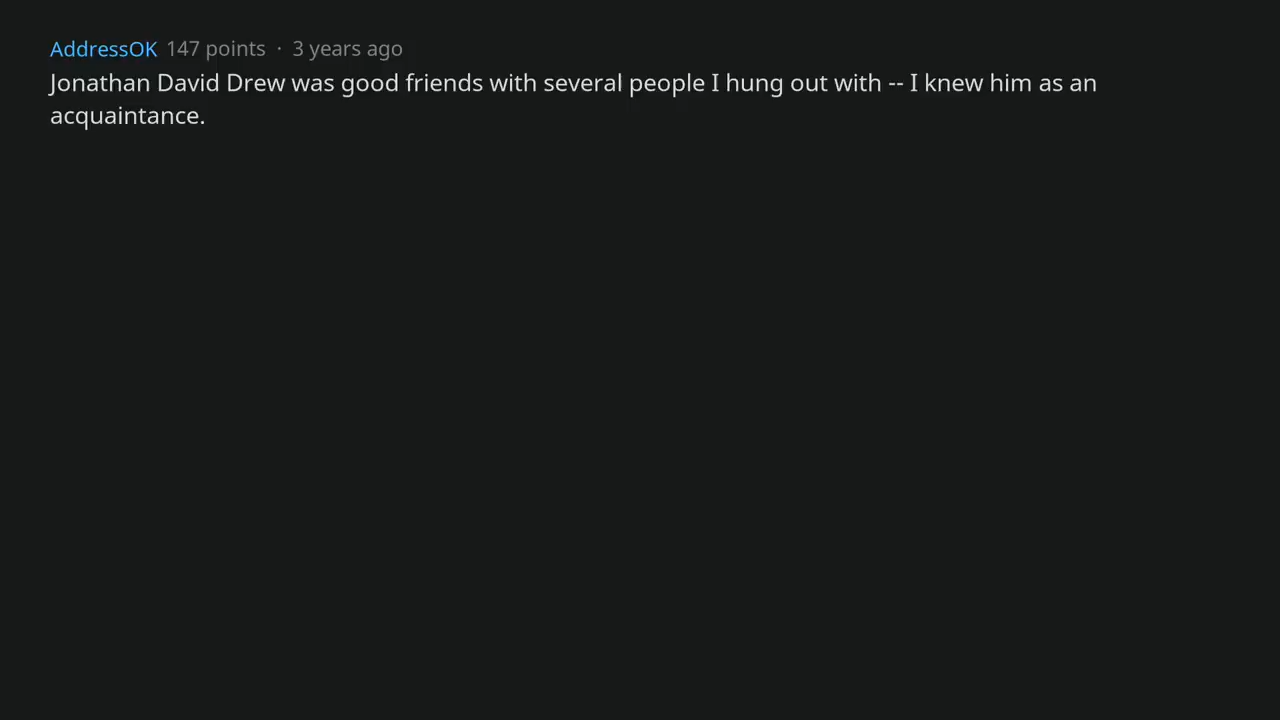 AddressOK 147 points · 3 years ago
Jonathan David Drew was good friends with several people I hung out with -- I knew him as an
acquaintance.